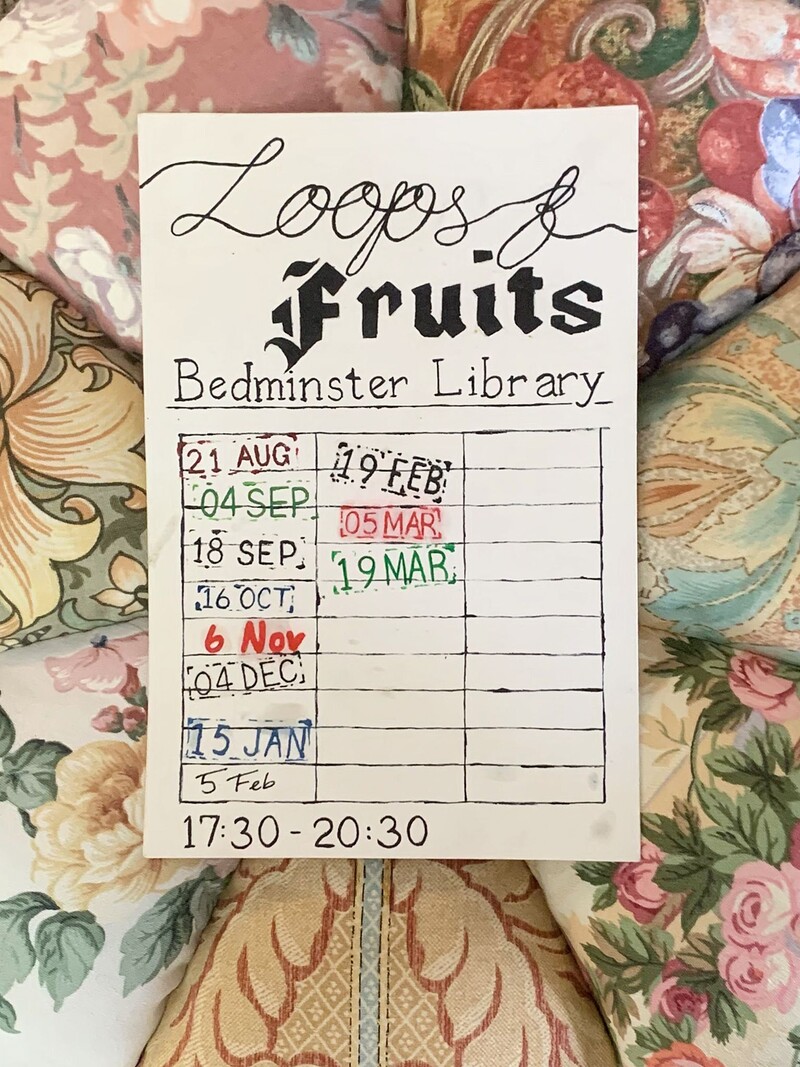 Loops &
Fruits
Bedminster Library
21 AUG
04 SEP
18 SEP
16 OCT
6 Nov
04 DEC
15 JAN
5 Feb
19 FEB
05 MAR
19 MAR
17:30 - 20:30